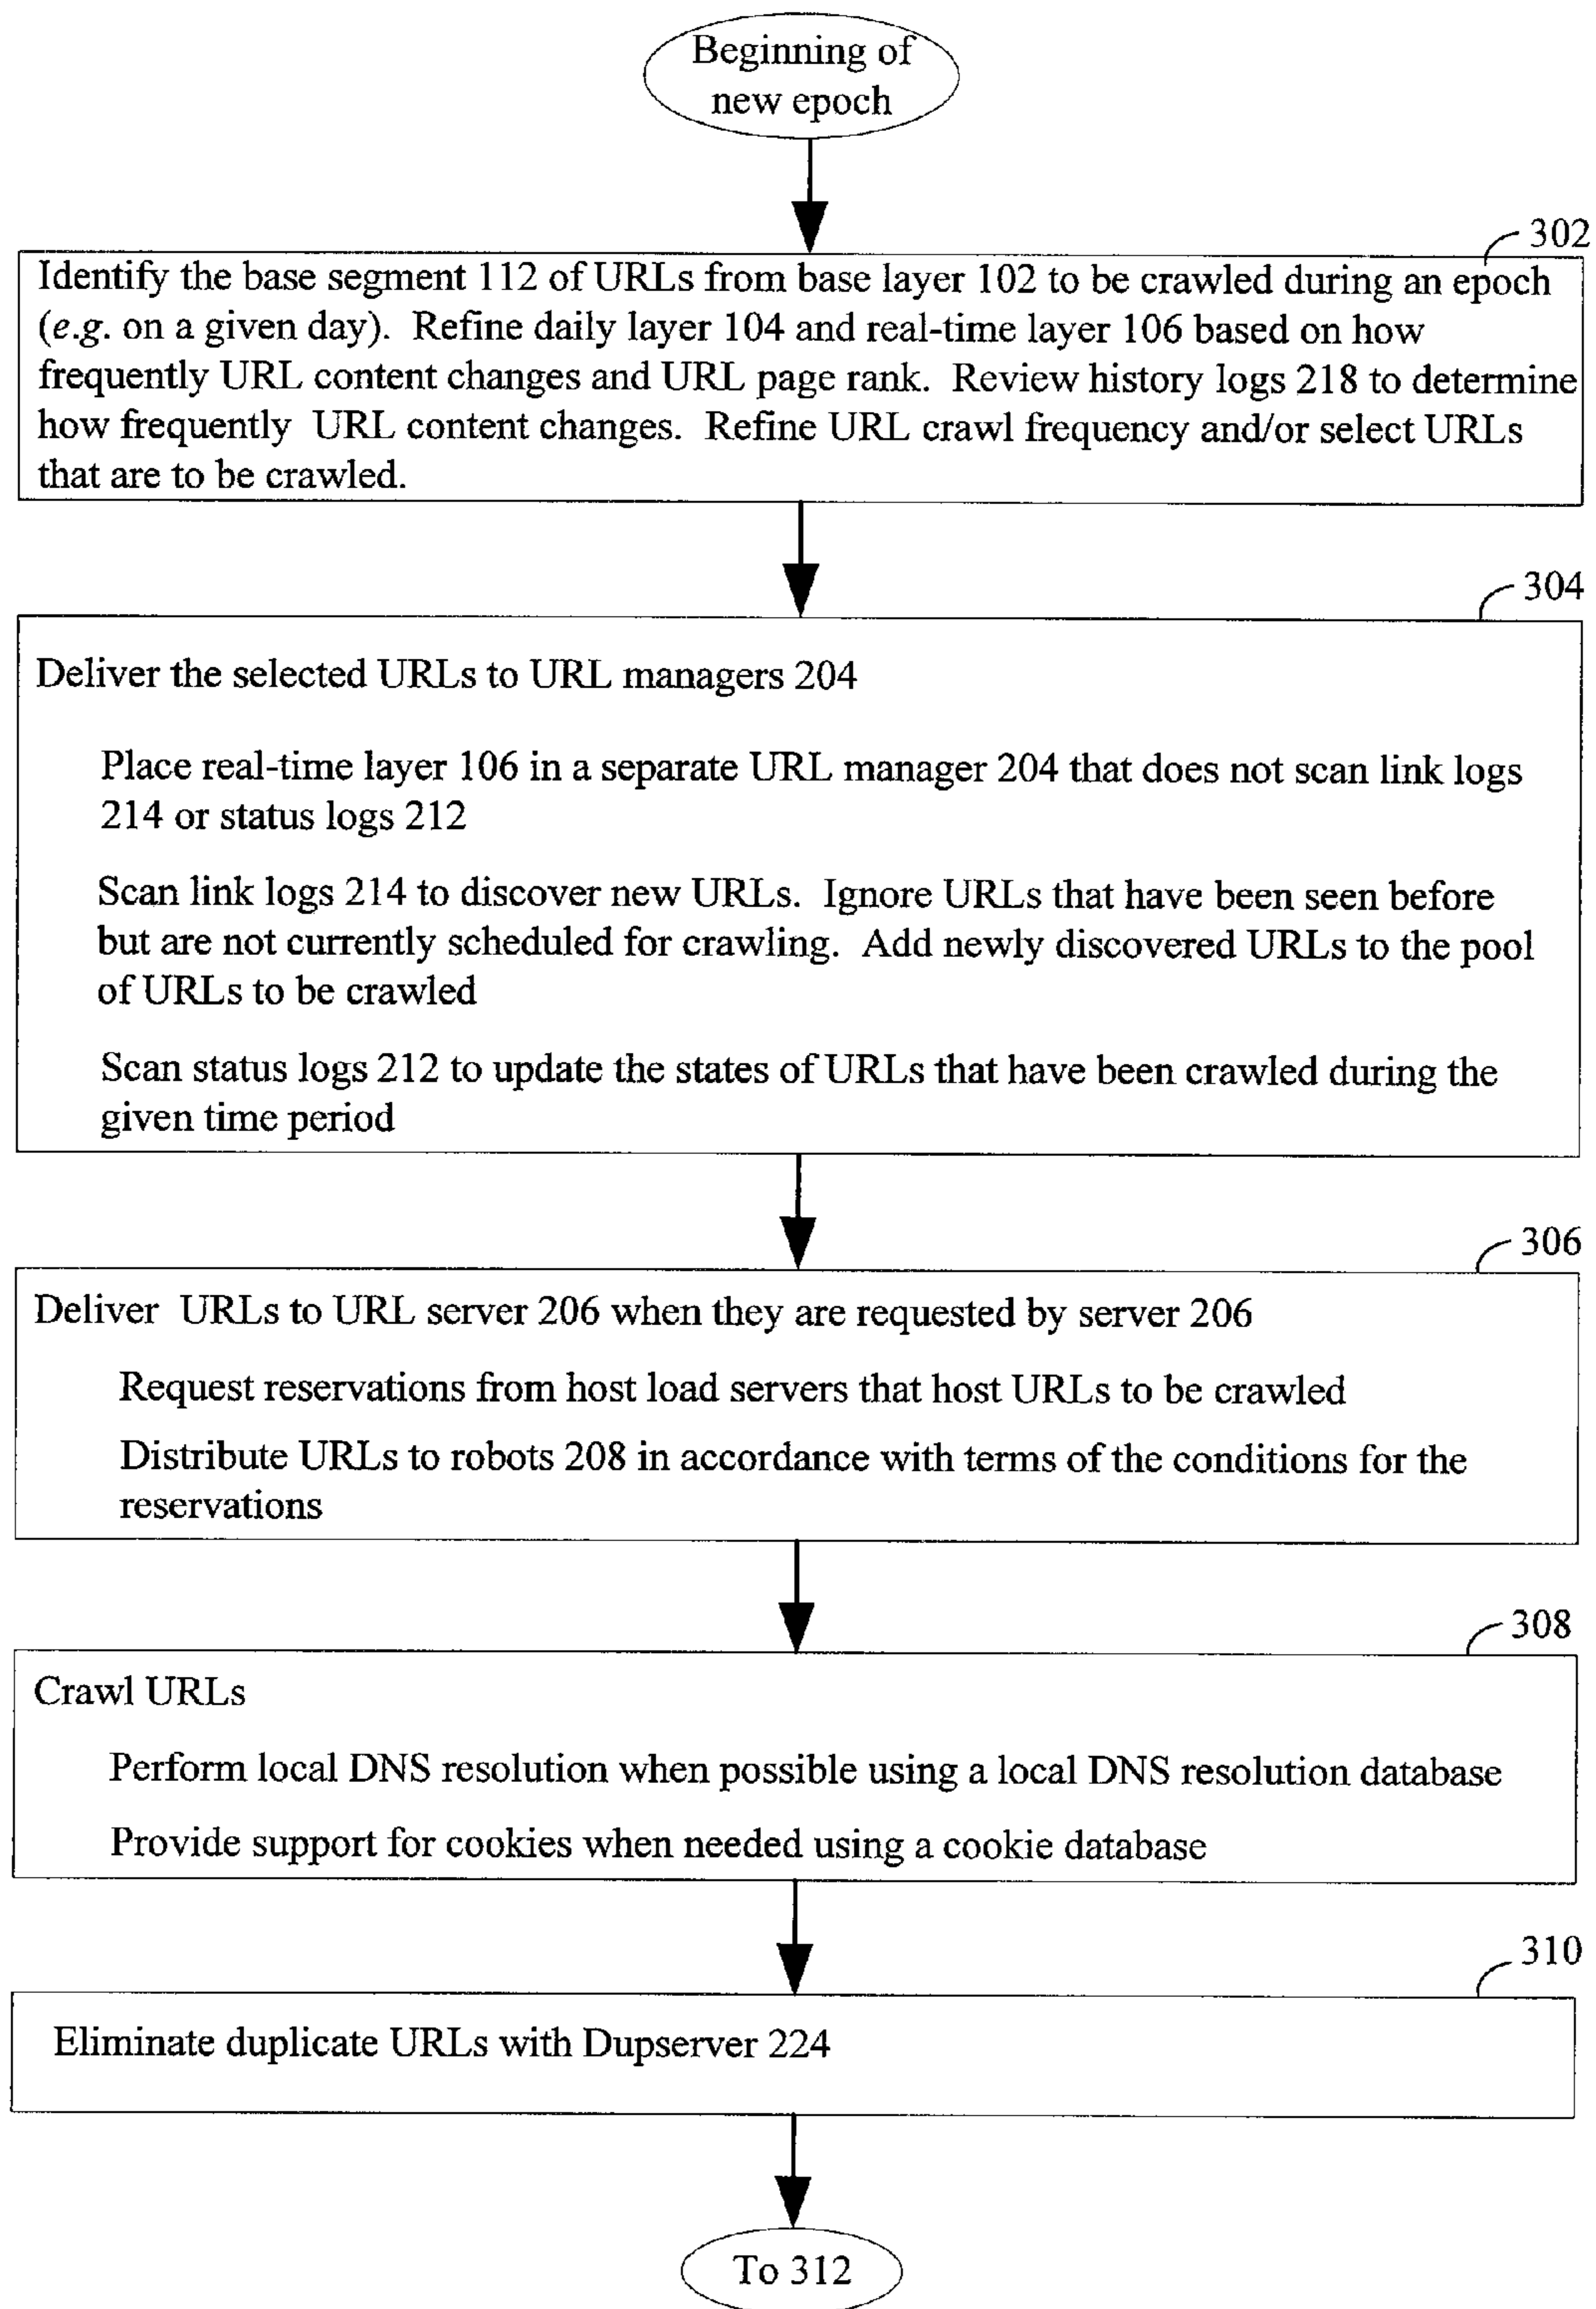 Beginning of
new epoch
302
Identify the base segment 112 of URLs from base layer 102 to be crawled during an epoch
(e.g. on a given day).  Refine daily layer 104 and real-time layer 106 based on how
frequently URL content changes and URL page rank.  Review history logs 218 to determine
how frequently  URL content changes.  Refine URL crawl frequency and/or select URLs
that are to be crawled.
304
Deliver the selected URLs to URL managers 204
Place real-time layer 106 in a separate URL manager 204 that does not scan link logs
214 or status logs 212
Scan link logs 214 to discover new URLs.  Ignore URLs that have been seen before
but are not currently scheduled for crawling.  Add newly discovered URLs to the pool
of URLs to be crawled
Scan status logs 212 to update the states of URLs that have been crawled during the
given time period
306
Deliver  URLs to URL server 206 when they are requested by server 206
Request reservations from host load servers that host URLs to be crawled
Distribute URLs to robots 208 in accordance with terms of the conditions for the
reservations
308
Crawl URLs
Perform local DNS resolution when possible using a local DNS resolution database
Provide support for cookies when needed using a cookie database
310
Eliminate duplicate URLs with Dupserver 224
To 312